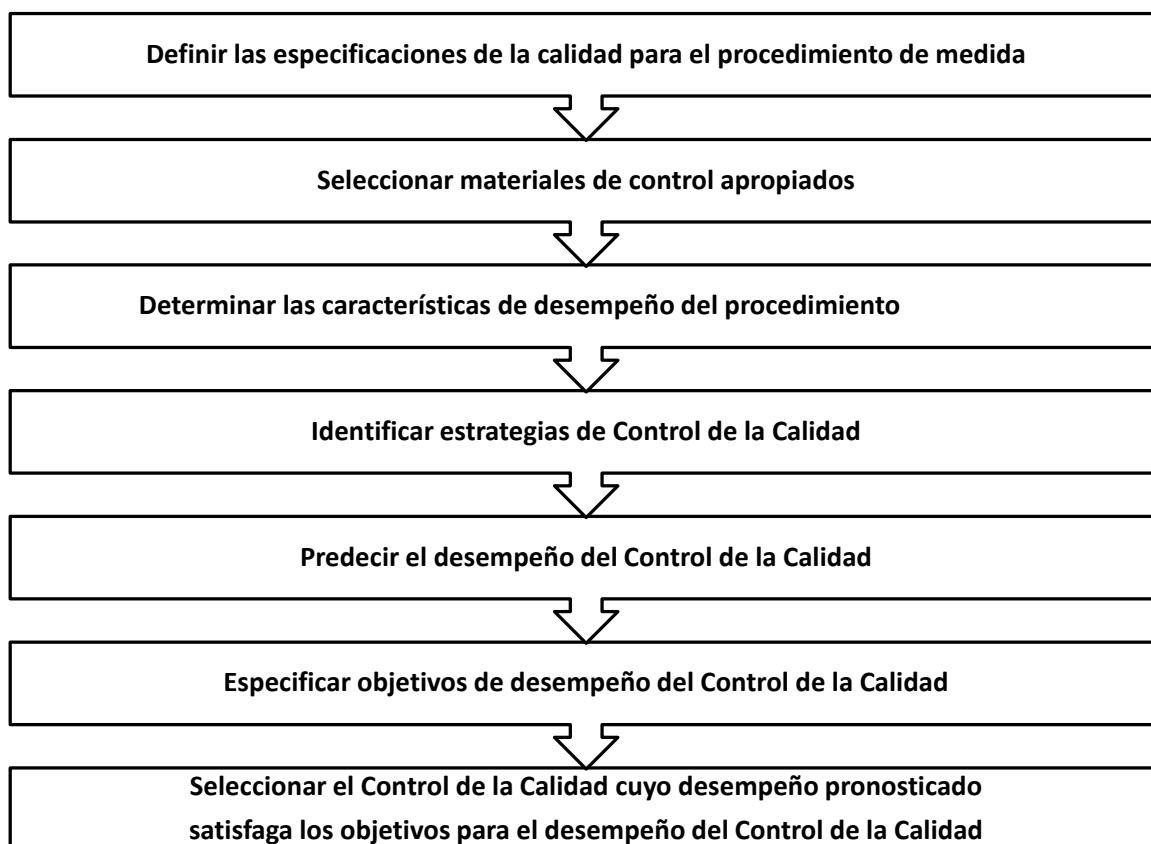 Definir las especificaciones de la calidad para el procedimiento de medida
Seleccionar materiales de control apropiados
Determinar las características de desempeño del procedimiento
Identificar estrategias de Control de la Calidad
Predecir el desempeño del Control de la Calidad
Especificar objetivos de desempeño del Control de la Calidad
Seleccionar el Control de la Calidad cuyo desempeño pronosticado
satisfaga los objetivos para el desempeño del Control de la Calidad